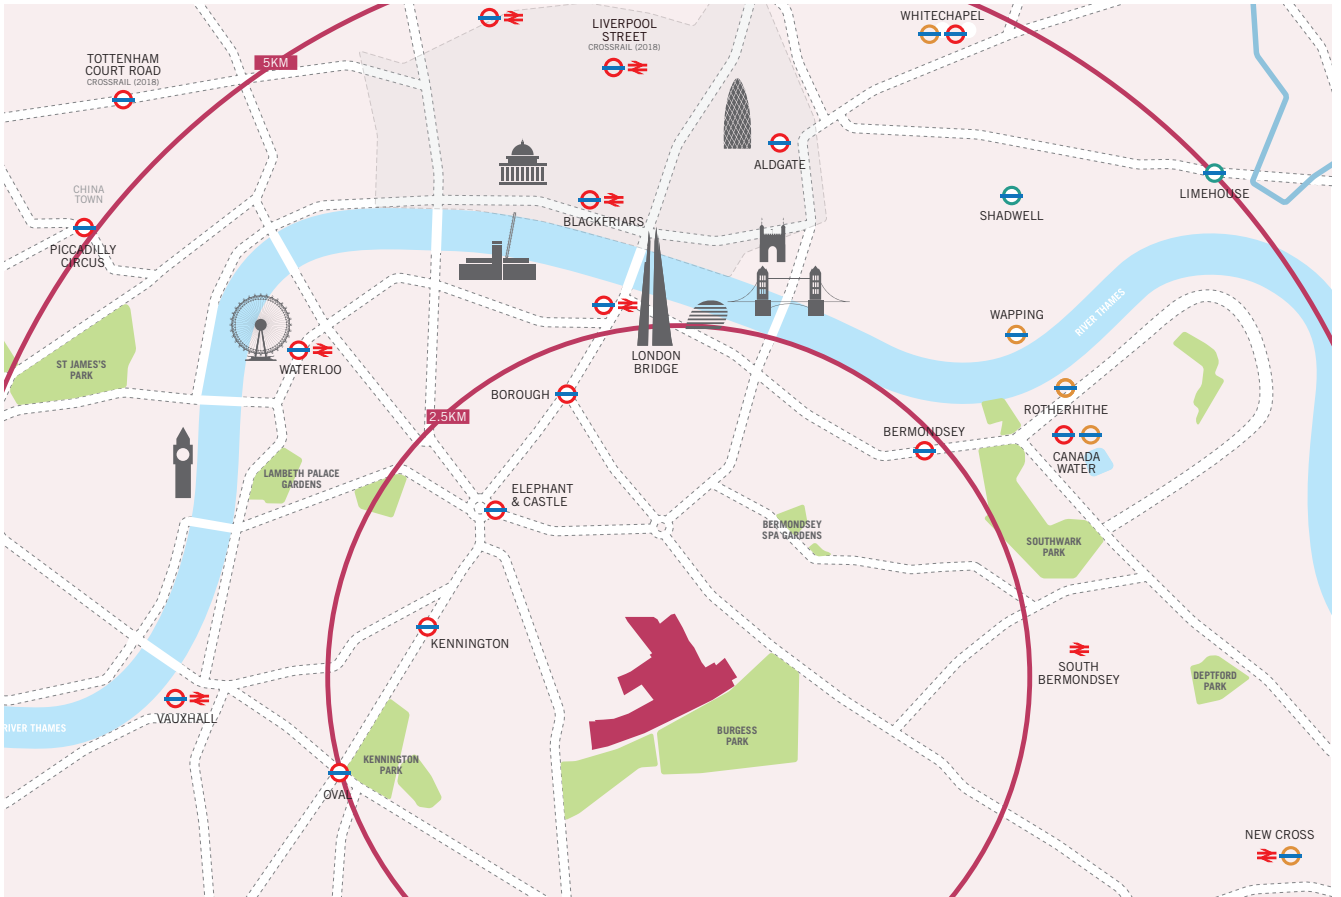 LIVERPOOL
STREET
CROSSRAIL (2018)
WHITECHAPEL
TOTTENHAM
COURT ROAD
CROSSRAIL (2018)
5KM
ALDGATE
CHINA
TOWN
LIMEHOUSE
SHADWELL
BLACKFRIARS
PICCADILLY
CIRCUS
WAPPING
RIVER THAMES
ST JAMES'S
PARK
WATERLOO
LONDON
BRIDGE
BOROUGH
ROTHERHITHE
2.5KM
BERMONDSEY
CANADA
WATER
LAMBETH PALACE
GARDENS
ELEPHANT
& CASTLE
BERMONDSEY
SPA GARDENS
SOUTHWARK
PARK
KENNINGTON
SOUTH
BERMONDSEY
DEPTFORD
PARK
VAUXHALL
RIVER THAMES
BURGESS
PARK
KENNINGTON
PARK
OVAL
NEW CROSS